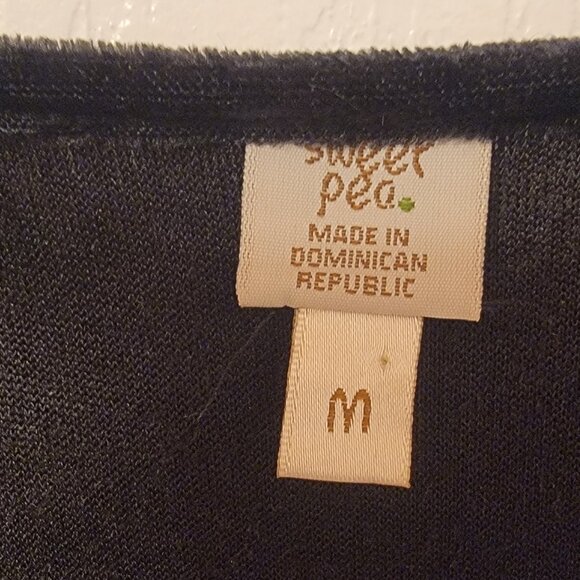 sweet
pea.
MADE IN
DOMINICAN
REPUBLIC
M